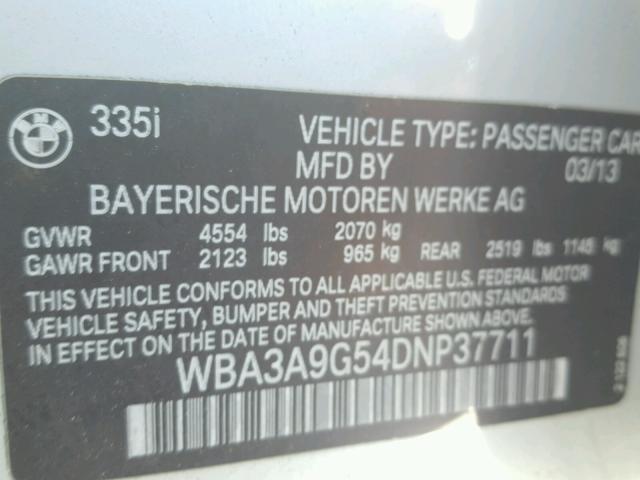 BMW 335i
VEHICLE TYPE: PASSENGER CAR
MFD BY 03/13
BAYERISCHE MOTOREN WERKE AG
GVWR 4554 lbs 2070 kg
GAWR FRONT 2123 lbs 965 kg REAR 2519 lbs 1145 kg
THIS VEHICLE CONFORMS TO ALL APPLICABLE U.S. FEDERAL MOTOR
VEHICLE SAFETY, BUMPER AND THEFT PREVENTION STANDARDS
IN EFFECT ON THE DATE OF MANUFACTURE SHOWN ABOVE.
WBA3A9G54DNP37711